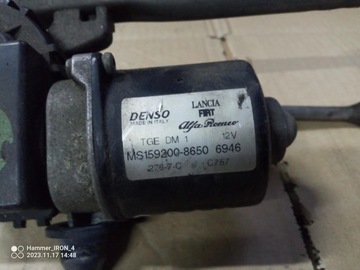 DENSO
MADE IN ITALY
LANCIA
FIAT
Alfa Romeo
TGE DM 1 12V
MS159200-8650 6946
Hammer_IRON_4
2023.11.17 14:48